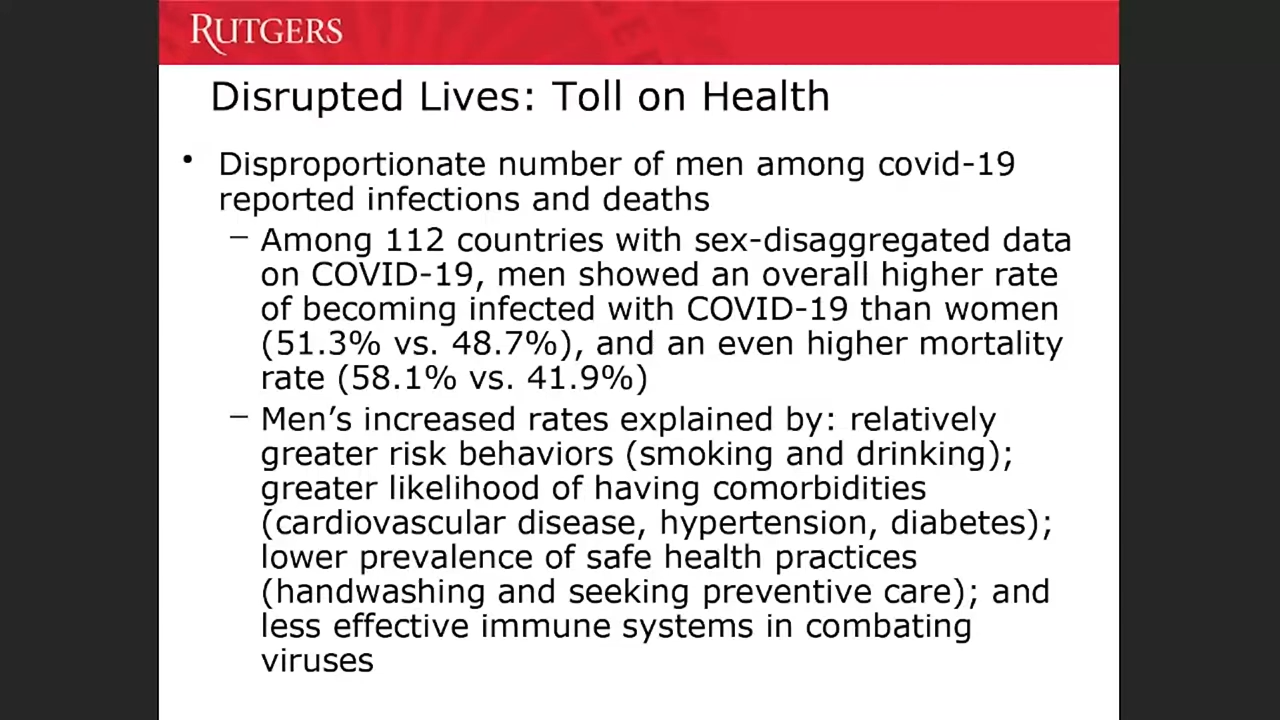 RUTGERS
Disrupted Lives: Toll on Health
• Disproportionate number of men among covid-19
reported infections and deaths
– Among 112 countries with sex-disaggregated data
on COVID-19, men showed an overall higher rate
of becoming infected with COVID-19 than women
(51.3% vs. 48.7%), and an even higher mortality
rate (58.1% vs. 41.9%)
– Men’s increased rates explained by: relatively
greater risk behaviors (smoking and drinking);
greater likelihood of having comorbidities
(cardiovascular disease, hypertension, diabetes);
lower prevalence of safe health practices
(handwashing and seeking preventive care); and
less effective immune systems in combating
viruses